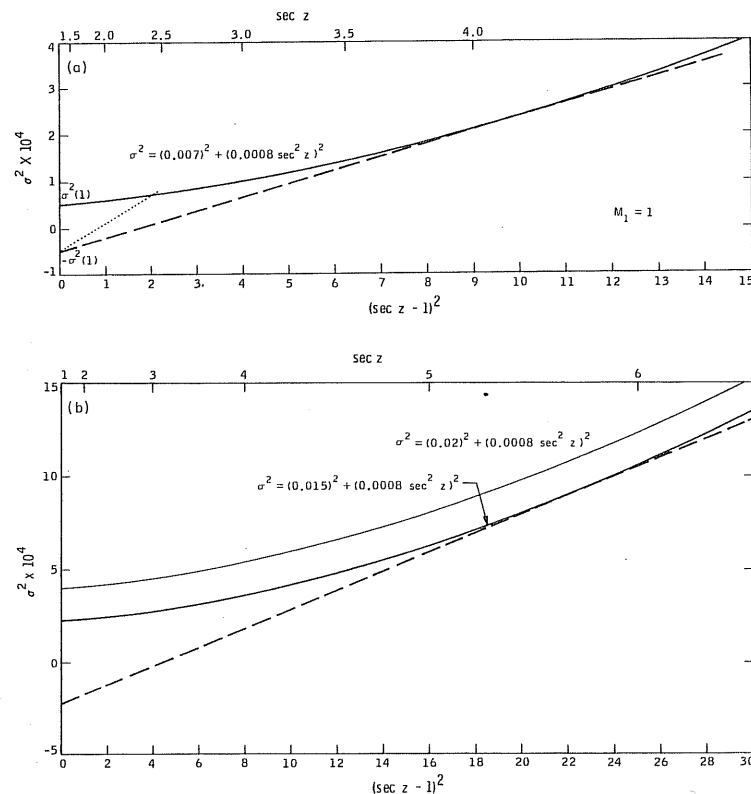 sec z
1.5 2.0 2.5 3.0 3.5 4.0
(a)
4
3
2
1
0
-1
σ² X 10⁴
σ² = (0.007)² + (0.0008 sec² z)²
σ²(1)
-σ²(1)
M₁ = 1
0 1 2 3 4 5 6 7 8 9 10 11 12 13 14 15
(sec z - 1)²
sec z
1 2 3 4 5 6
(b)
15
10
5
0
-5
σ² X 10⁴
σ² = (0.02)² + (0.0008 sec² z)²
σ² = (0.015)² + (0.0008 sec² z)²
0 2 4 6 8 10 12 14 16 18 20 22 24 26 28 30
(sec z - 1)²